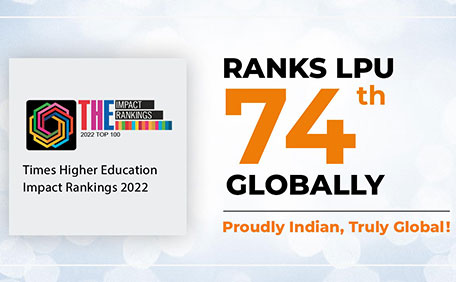 THE IMPACT
RANKINGS
2022 TOP 100
Times Higher Education
Impact Rankings 2022
RANKS LPU
74th
GLOBALLY
Proudly Indian, Truly Global!